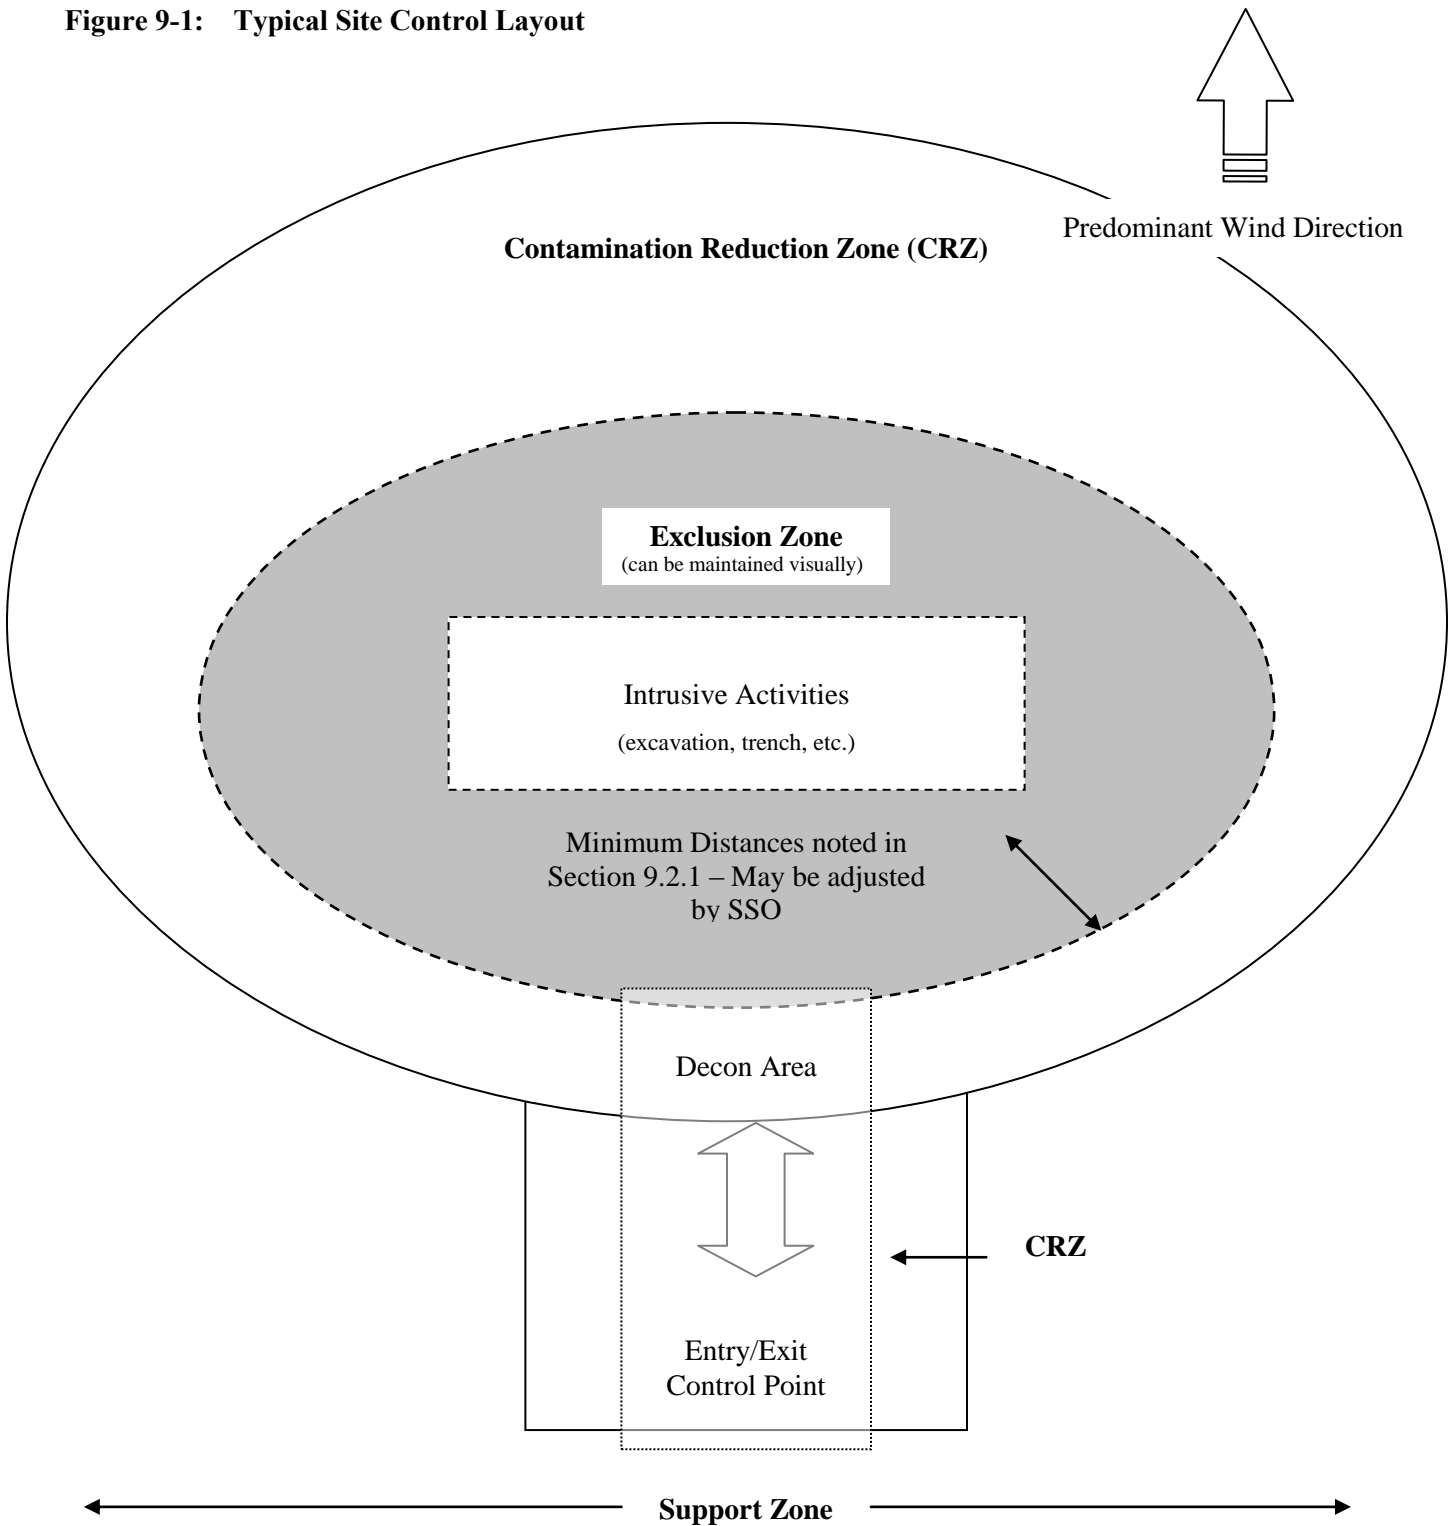 Figure 9-1: Typical Site Control Layout
Predominant Wind Direction
Contamination Reduction Zone (CRZ)
Exclusion Zone
(can be maintained visually)
Intrusive Activities
(excavation, trench, etc.)
Minimum Distances noted in
Section 9.2.1 – May be adjusted
by SSO
Decon Area
CRZ
Entry/Exit
Control Point
Support Zone